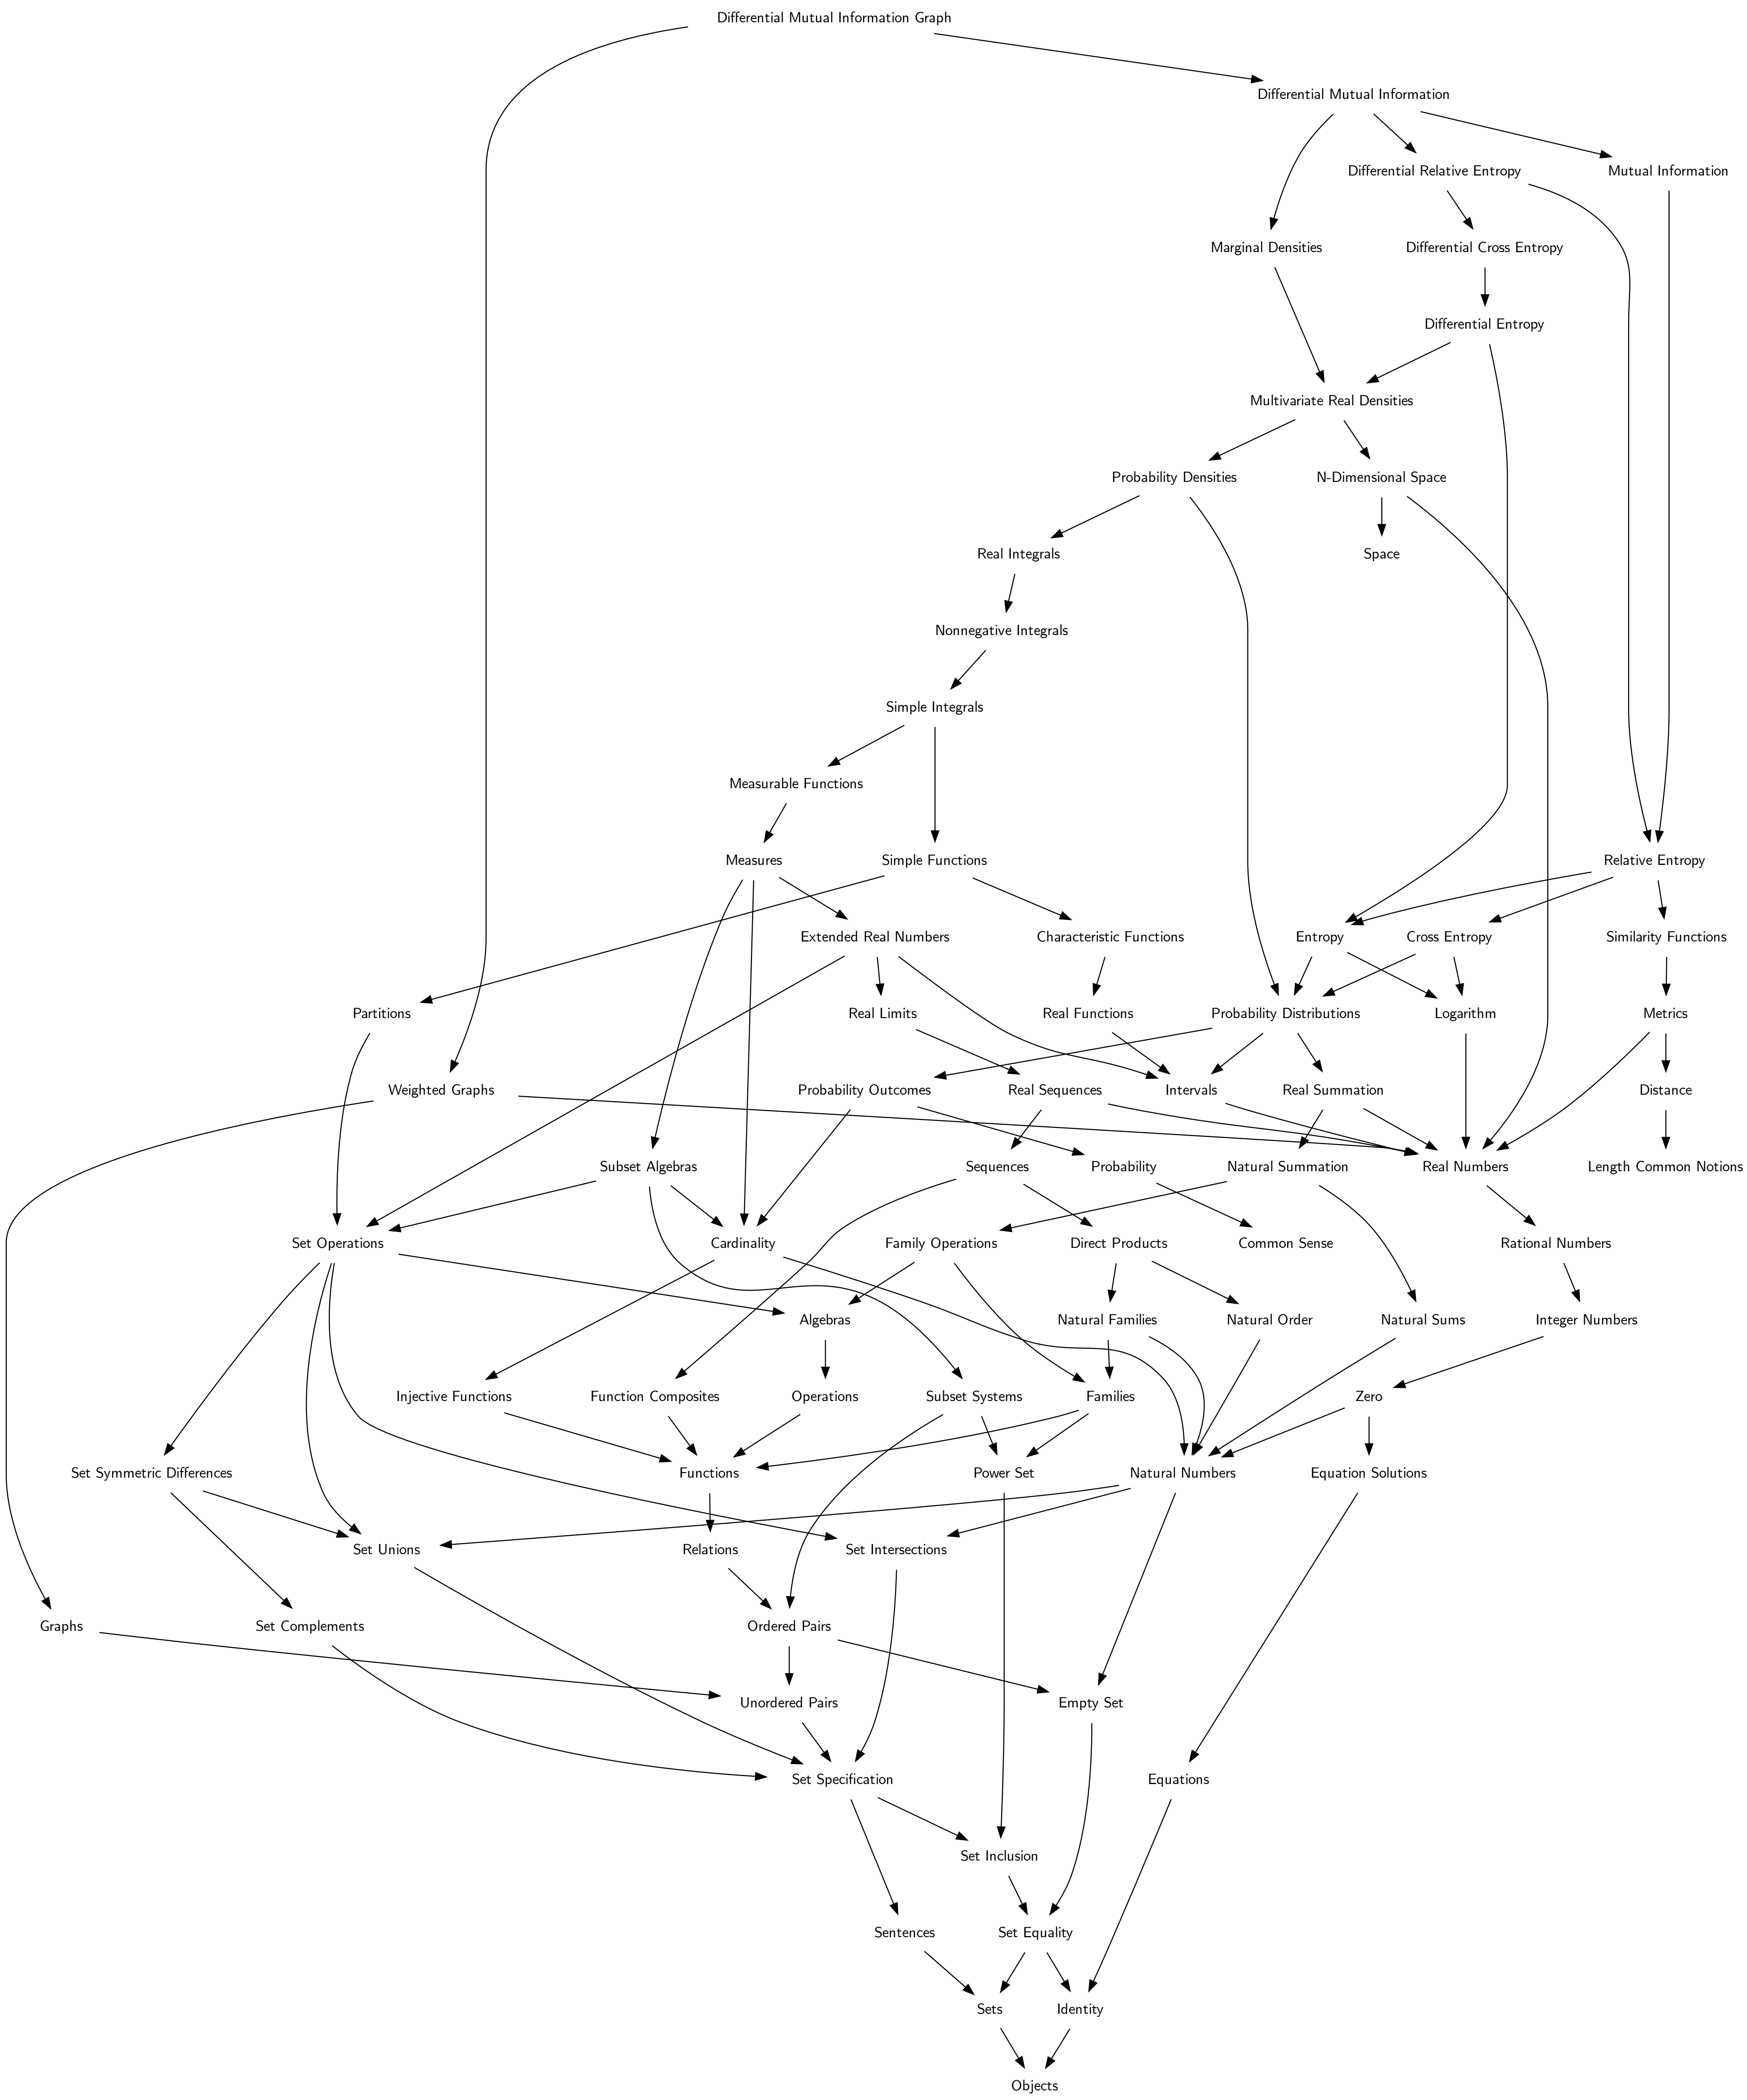 Differential Mutual Information Graph
Differential Mutual Information
Differential Relative Entropy
Mutual Information
Marginal Densities
Differential Cross Entropy
Differential Entropy
Multivariate Real Densities
Probability Densities
N-Dimensional Space
Real Integrals
Space
Nonnegative Integrals
Simple Integrals
Measurable Functions
Measures
Simple Functions
Relative Entropy
Extended Real Numbers
Characteristic Functions
Entropy
Cross Entropy
Similarity Functions
Partitions
Real Limits
Real Functions
Probability Distributions
Logarithm
Metrics
Weighted Graphs
Probability Outcomes
Real Sequences
Intervals
Real Summation
Distance
Subset Algebras
Sequences
Probability
Natural Summation
Real Numbers
Length Common Notions
Set Operations
Cardinality
Family Operations
Direct Products
Common Sense
Rational Numbers
Algebras
Natural Families
Natural Order
Natural Sums
Integer Numbers
Injective Functions
Function Composites
Operations
Subset Systems
Families
Zero
Set Symmetric Differences
Functions
Power Set
Natural Numbers
Equation Solutions
Set Unions
Relations
Set Intersections
Graphs
Set Complements
Ordered Pairs
Unordered Pairs
Empty Set
Set Specification
Equations
Set Inclusion
Sentences
Set Equality
Sets
Identity
Objects